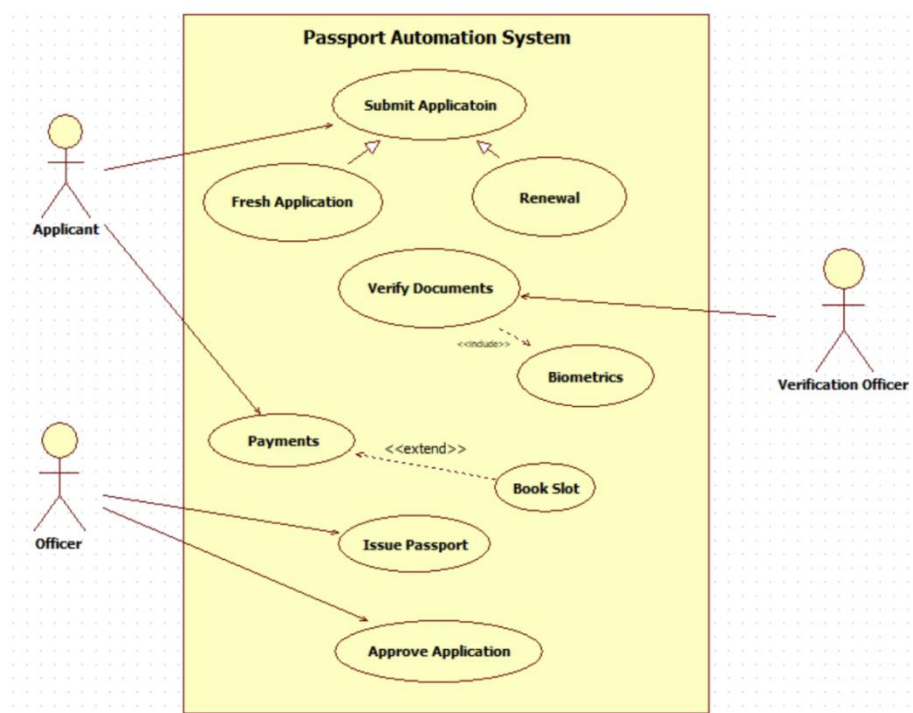 Passport Automation System
Submit Applicatoin
Fresh Application
Renewal
Applicant
Verify Documents
<<include>>
Biometrics
Verification Officer
Payments
<<extend>>
Book Slot
Officer
Issue Passport
Approve Application